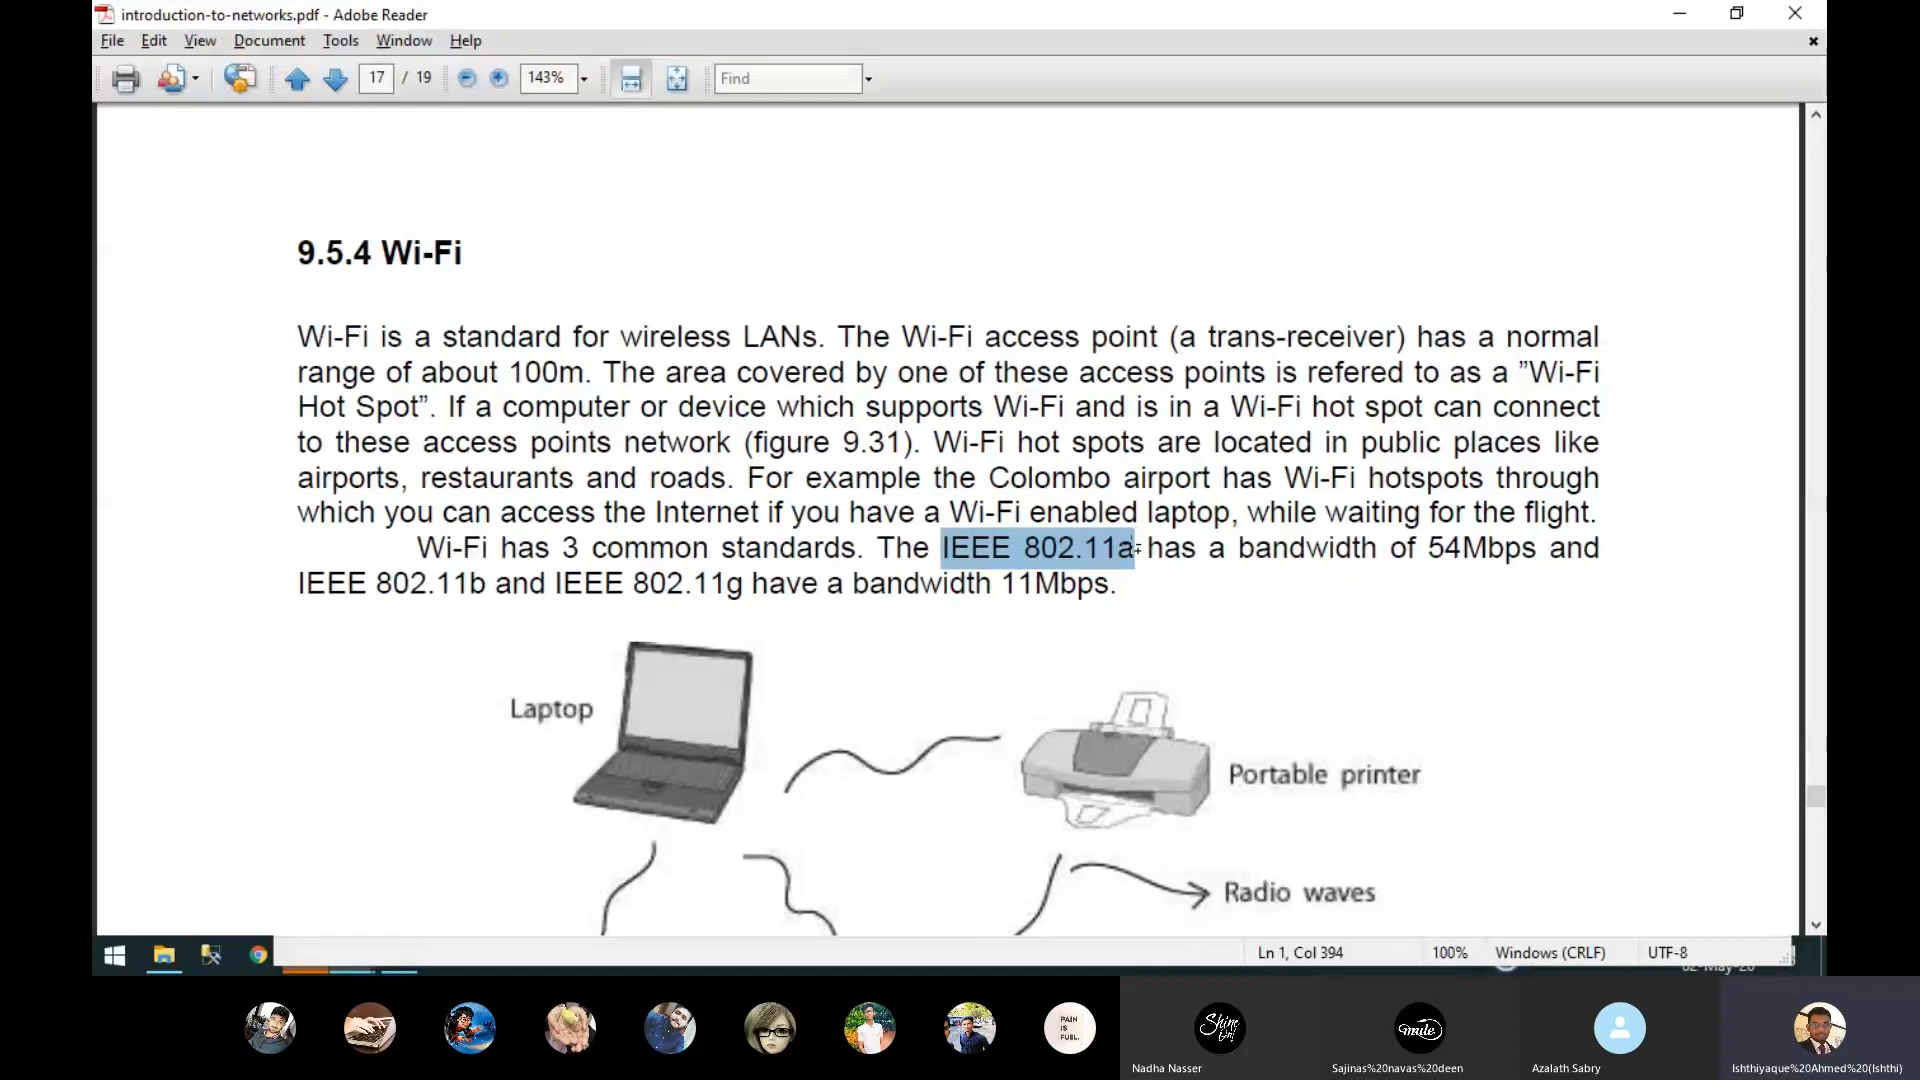 introduction-to-networks.pdf - Adobe Reader
File Edit View Document Tools Window Help
17 / 19 143% Find
9.5.4 Wi-Fi
Wi-Fi is a standard for wireless LANs. The Wi-Fi access point (a trans-receiver) has a normal
range of about 100m. The area covered by one of these access points is refered to as a ”Wi-Fi
Hot Spot”. If a computer or device which supports Wi-Fi and is in a Wi-Fi hot spot can connect
to these access points network (figure 9.31). Wi-Fi hot spots are located in public places like
airports, restaurants and roads. For example the Colombo airport has Wi-Fi hotspots through
which you can access the Internet if you have a Wi-Fi enabled laptop, while waiting for the flight.
Wi-Fi has 3 common standards. The IEEE 802.11a has a bandwidth of 54Mbps and
IEEE 802.11b and IEEE 802.11g have a bandwidth 11Mbps.
Laptop
Portable printer
Radio waves
Ln 1, Col 394 100% Windows (CRLF) UTF-8
02-May-20
PAIN
IS
FUEL.
Shine
Girl
mule
Nadha Nasser
Sajinas%20navas%20deen
Azalath Sabry
Ishthiyaque%20Ahmed%20(Ishthi)